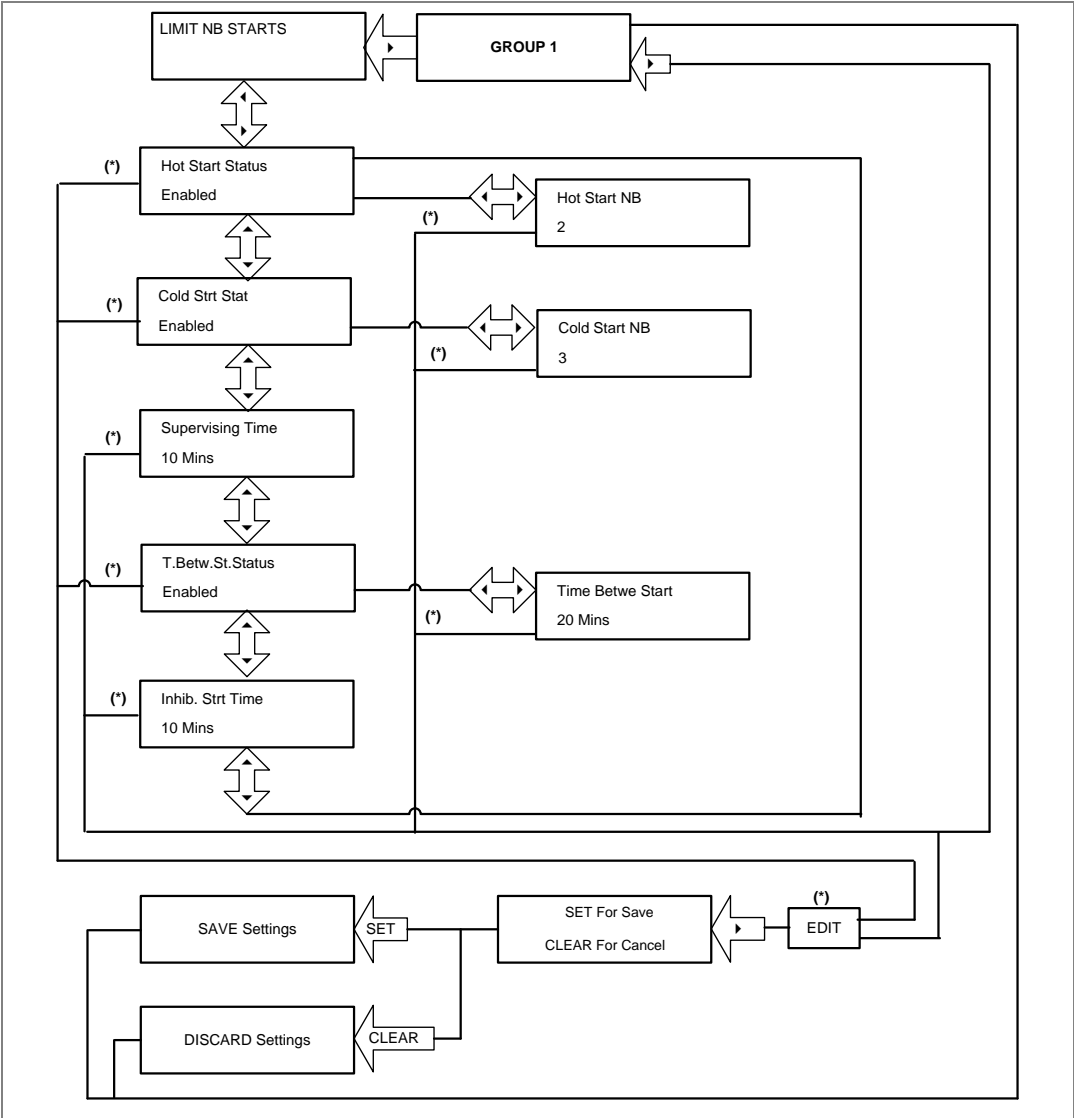 LIMIT NB STARTS
GROUP 1
(*)
Hot Start Status
Enabled
Hot Start NB
2
(*)
(*)
Cold Strt Stat
Enabled
Cold Start NB
3
(*)
(*)
Supervising Time
10 Mins
(*)
T.Betw.St.Status
Enabled
Time Betwe Start
20 Mins
(*)
(*)
Inhib. Strt Time
10 Mins
SAVE Settings
SET
SET For Save
CLEAR For Cancel
(*)
EDIT
DISCARD Settings
CLEAR